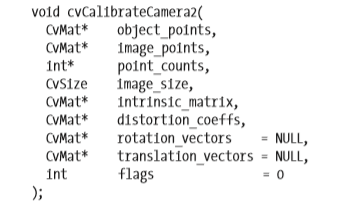 void cvCalibrateCamera2(
CvMat* object_points,
CvMat* image_points,
int* point_counts,
CvSize image_size,
CvMat* intrinsic_matrix,
CvMat* distortion_coeffs,
CvMat* rotation_vectors = NULL,
CvMat* translation_vectors = NULL,
int flags = 0
);